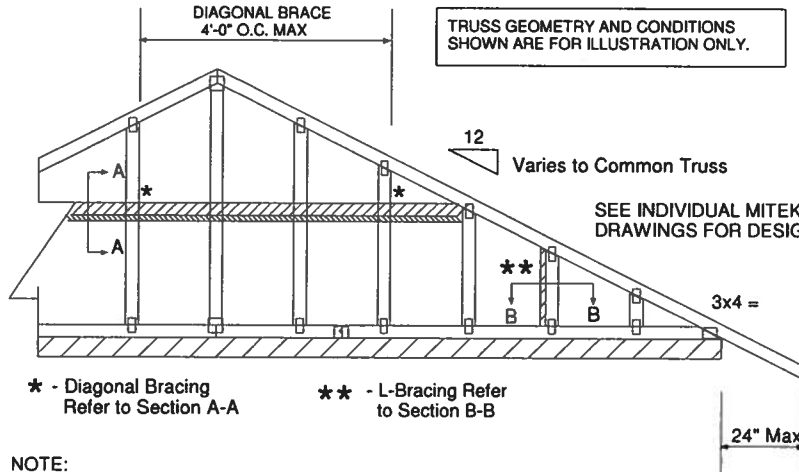 DIAGONAL BRACE
4'-0" O.C. MAX
TRUSS GEOMETRY AND CONDITIONS
SHOWN ARE FOR ILLUSTRATION ONLY.
12
Varies to Common Truss
A
*
*
A
SEE INDIVIDUAL MITEK
DRAWINGS FOR DESIG
**
B
B
3x4 =
* - Diagonal Bracing
Refer to Section A-A
** - L-Bracing Refer
to Section B-B
24" Max
NOTE: